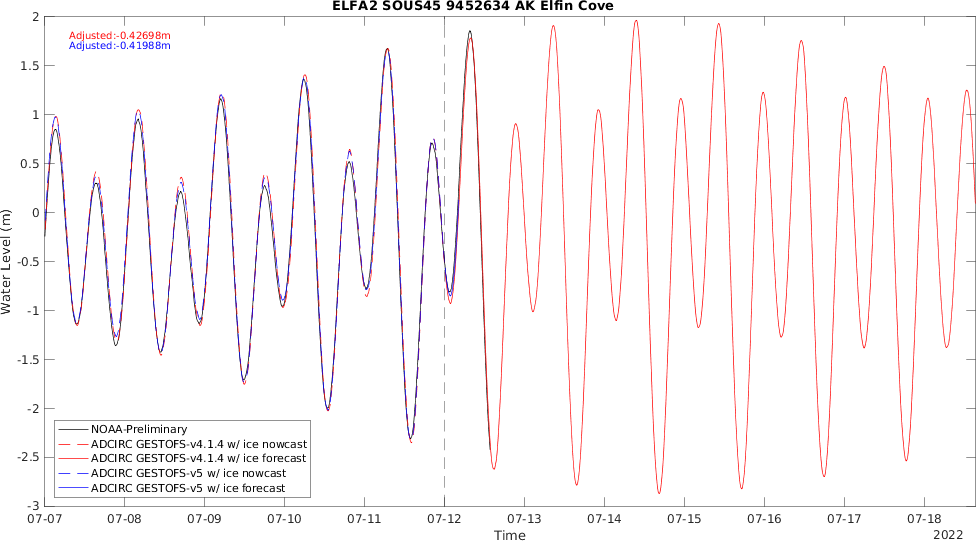 ELFA2 SOUS45 9452634 AK Elfin Cove
Adjusted:-0.42698m
Adjusted:-0.41988m
2
1.5
1
0.5
0
-0.5
-1
-1.5
-2
-2.5
-3
Water Level (m)
NOAA-Preliminary
ADCIRC GESTOFS-v4.1.4 w/ ice nowcast
ADCIRC GESTOFS-v4.1.4 w/ ice forecast
ADCIRC GESTOFS-v5 w/ ice nowcast
ADCIRC GESTOFS-v5 w/ ice forecast
07-07 07-08 07-09 07-10 07-11 07-12 07-13 07-14 07-15 07-16 07-17 07-18
Time
2022